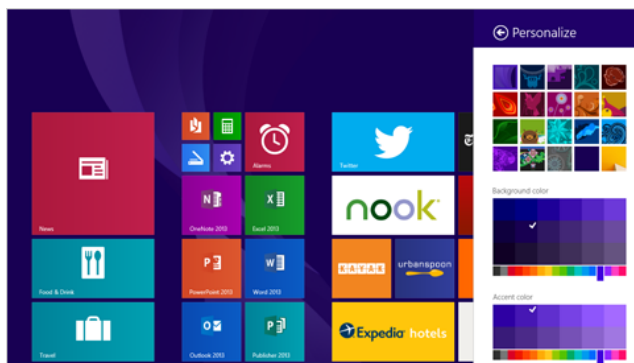 Personalize
Alarms
Twitter
News
OneNote 2013
Excel 2013
nook
Background color
PowerPoint 2013
Word 2013
KAYAK
urbanspoon
Food & Drink
Accent color
Outlook 2013
Publisher 2013
Expedia hotels
Travel